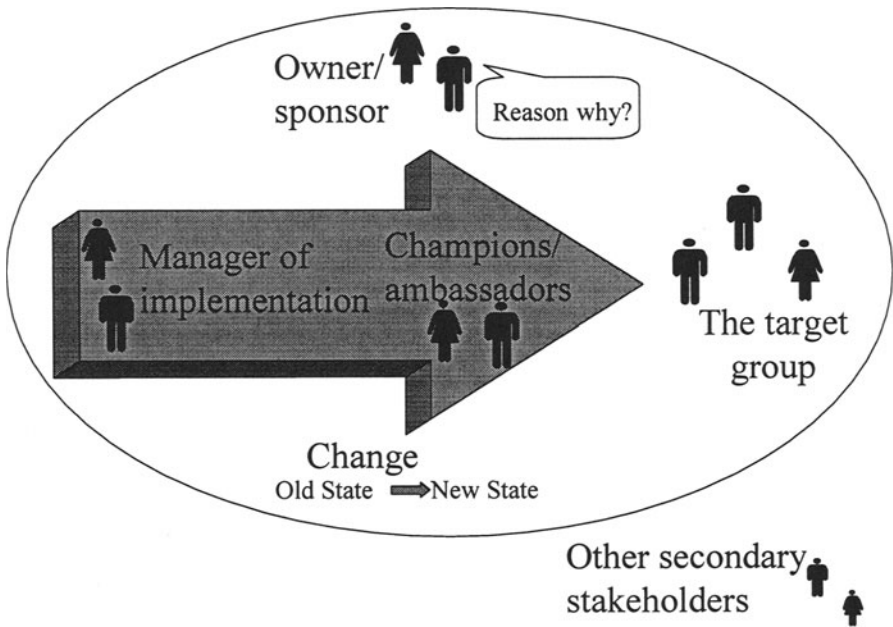 Owner/
sponsor
Reason why?
Manager of
implementation
Champions/
ambassadors
The target
group
Change
Old State New State
Other secondary
stakeholders